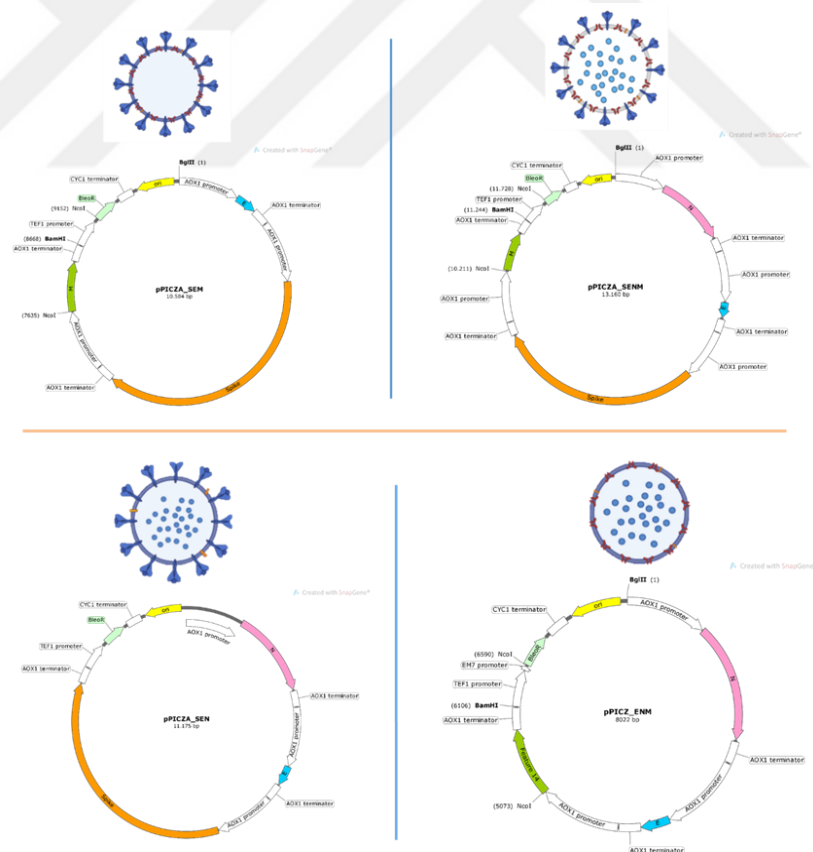 Created with SnapGene®
BglII (1)
CYC1 terminator
ori
AOX1 promoter
BleoR
E
AOX1 terminator
(9152) NcoI
TEF1 promoter
AOX1 promoter
(8668) BamHI
AOX1 terminator
M
pPICZA_SEM
10.584 bp
(7635) NcoI
AOX1 promoter
AOX1 terminator
Spike
Created with SnapGene®
BglII (1)
AOX1 promoter
CYC1 terminator
BleoR
ori
(11.728) NcoI
TEF1 promoter
N
(11.244) BamHI
AOX1 terminator
AOX1 terminator
M
(10.211) NcoI
AOX1 promoter
pPICZA_SENM
13.160 bp
AOX1 promoter
AOX1 terminator
AOX1 terminator
AOX1 promoter
Spike
Created with SnapGene®
CYC1 terminator
ori
BleoR
AOX1 promoter
N
TEF1 promoter
AOX1 terminator
AOX1 terminator
pPICZA_SEN
11.175 bp
AOX1 promoter
E
AOX1 terminator
AOX1 promoter
Spike
Created with SnapGene
BglII (1)
AOX1 promoter
CYC1 terminator
ori
BleoR
(6590) NcoI
EM7 promoter
N
TEF1 promoter
(6106) BamHI
pPICZ_ENM
8022 bp
AOX1 terminator
Feature 14
AOX1 terminator
(5073) NcoI
AOX1 promoter
E
AOX1 promoter
AOX1 terminator